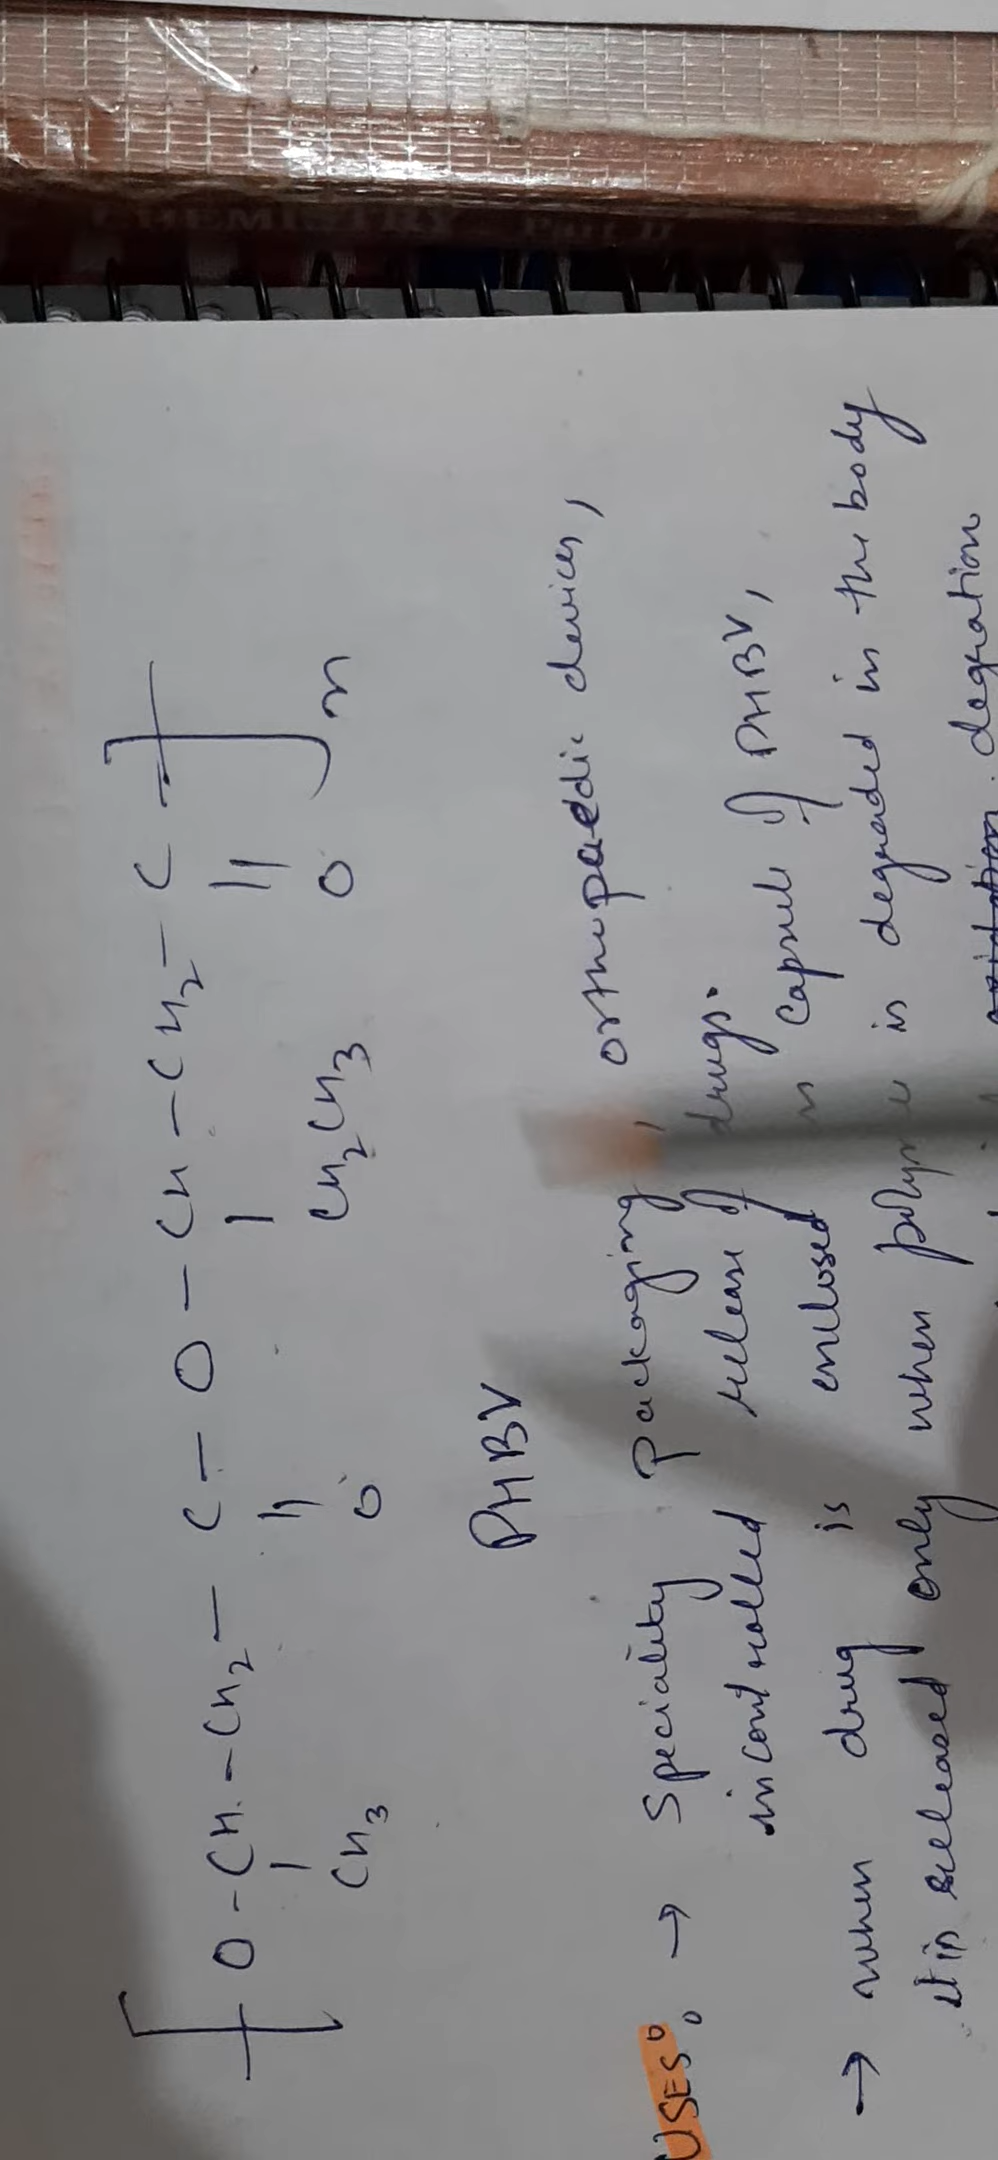 CHEMISTRY Part II
[ O - CH - CH2 - C - O - CH - CH2 - C ]n
| || | ||
CH3 O CH2CH3 O
PHBV
USES: → Speciality packaging, orthopaedic devices,
in controlled release of drugs.
→ when drug is enclosed in capsule of PHBV,
it is released only when polymer is degraded in the body
degration